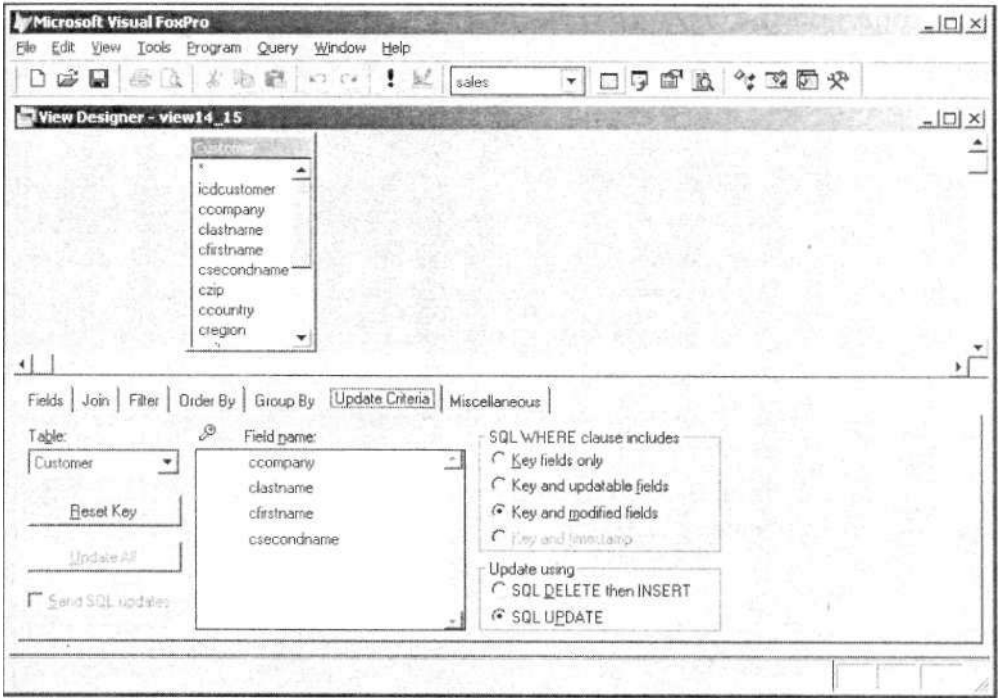 Microsoft Visual FoxPro
File Edit View Tools Program Query Window Help
sales
View Designer - view14_15
Customer
*
icdcustomer
ccompany
clastname
cfirstname
csecondname
czip
ccountry
cregion
Fields Join Filter Order By Group By Update Criteria Miscellaneous
Table:
Customer
Reset Key
Update All
Send SQL updates
Field name:
ccompany
clastname
cfirstname
csecondname
SQL WHERE clause includes
Key fields only
Key and updatable fields
Key and modified fields
Key and timestamp
Update using
SQL DELETE then INSERT
SQL UPDATE